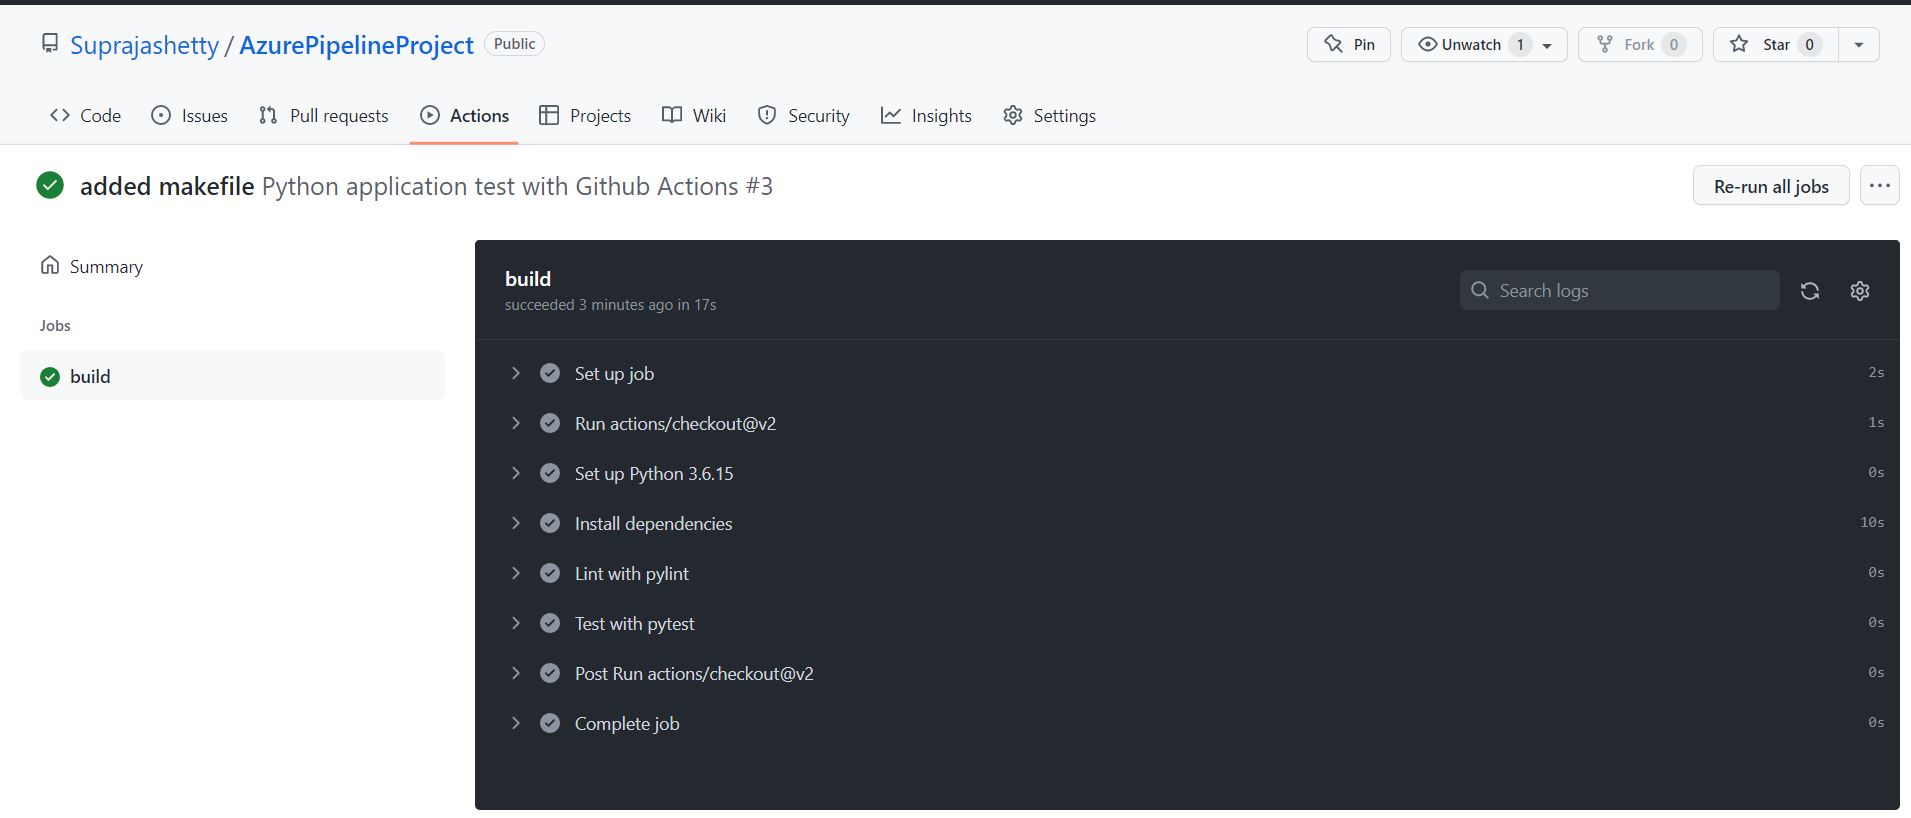 Suprajashetty / AzurePipelineProject Public Pin Unwatch 1 Fork 0 Star 0
Code Issues Pull requests Actions Projects Wiki Security Insights Settings
added makefile Python application test with Github Actions #3 Re-run all jobs
Summary
Jobs
build
build
succeeded 3 minutes ago in 17s
Search logs
Set up job 2s
Run actions/checkout@v2 1s
Set up Python 3.6.15 0s
Install dependencies 10s
Lint with pylint 0s
Test with pytest 0s
Post Run actions/checkout@v2 0s
Complete job 0s